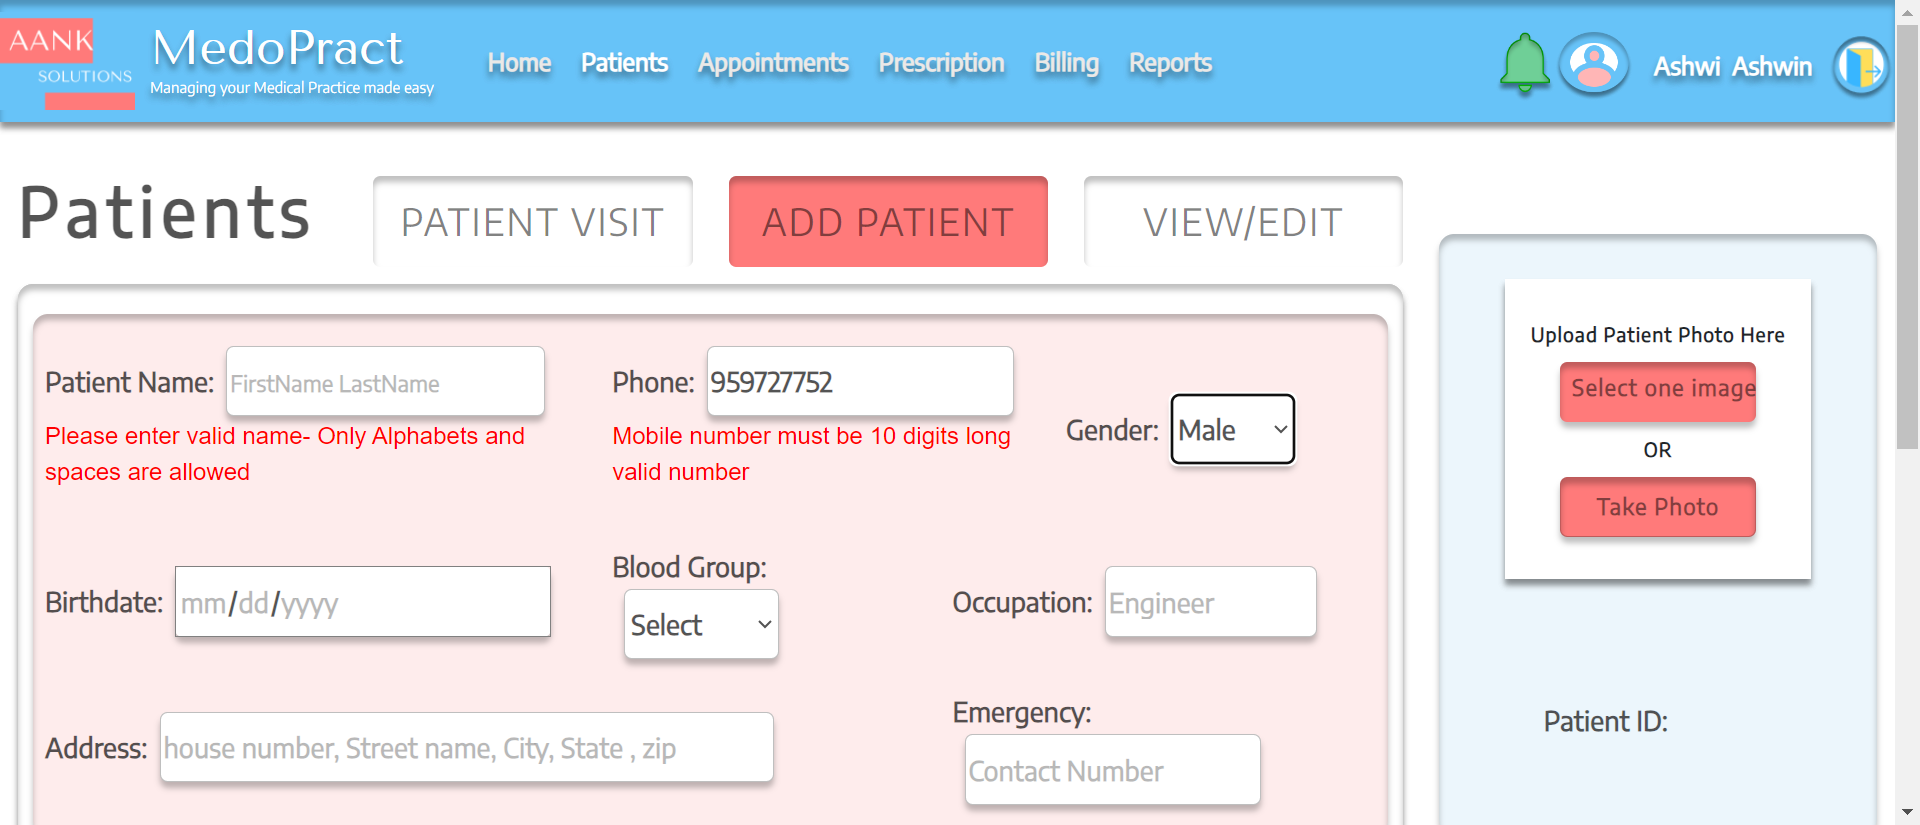 AANK
SOLUTIONS
MedoPract
Managing your Medical Practice made easy
Home Patients Appointments Prescription Billing Reports
Ashwi Ashwin
Patients
PATIENT VISIT
ADD PATIENT
VIEW/EDIT
Patient Name: FirstName LastName
Please enter valid name- Only Alphabets and
spaces are allowed
Phone: 959727752
Mobile number must be 10 digits long
valid number
Gender: Male
Birthdate: mm/dd/yyyy
Blood Group:
Select
Occupation: Engineer
Address: house number, Street name, City, State , zip
Emergency:
Contact Number
Upload Patient Photo Here
Select one image
OR
Take Photo
Patient ID: